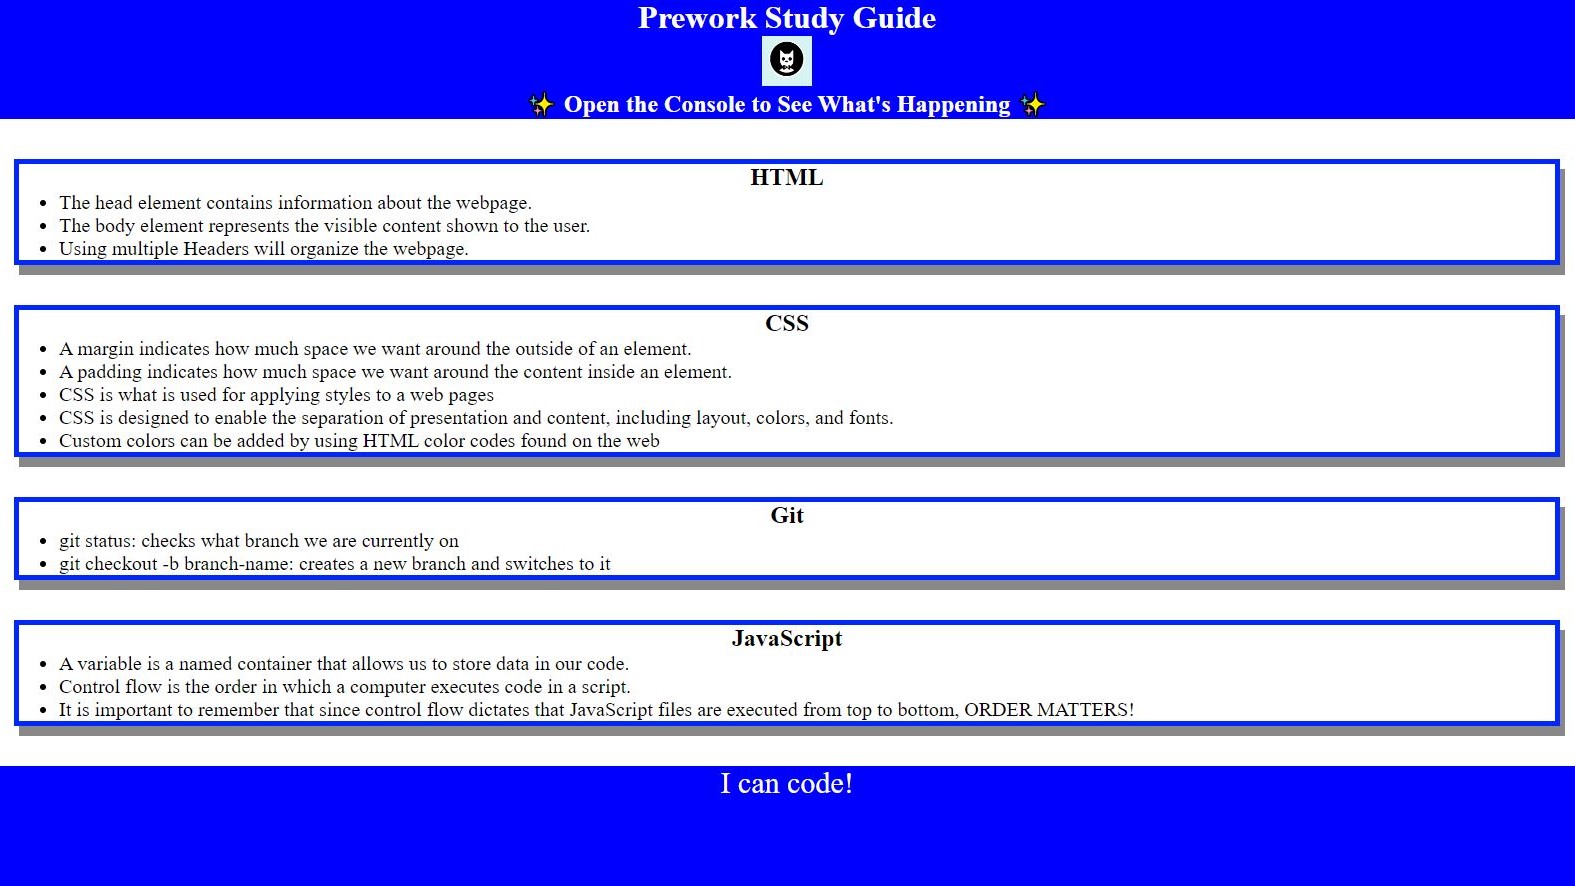 Prework Study Guide
✨ Open the Console to See What's Happening ✨
HTML
• The head element contains information about the webpage.
• The body element represents the visible content shown to the user.
• Using multiple Headers will organize the webpage.
CSS
• A margin indicates how much space we want around the outside of an element.
• A padding indicates how much space we want around the content inside an element.
• CSS is what is used for applying styles to a web pages
• CSS is designed to enable the separation of presentation and content, including layout, colors, and fonts.
• Custom colors can be added by using HTML color codes found on the web
Git
• git status: checks what branch we are currently on
• git checkout -b branch-name: creates a new branch and switches to it
JavaScript
• A variable is a named container that allows us to store data in our code.
• Control flow is the order in which a computer executes code in a script.
• It is important to remember that since control flow dictates that JavaScript files are executed from top to bottom, ORDER MATTERS!
I can code!